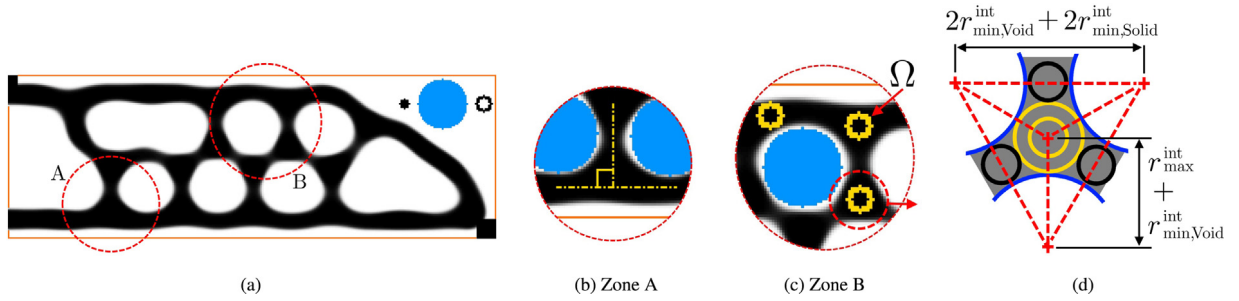 A
B
(a)
(b) Zone A
Ω
(c) Zone B
2r^int_min,Void + 2r^int_min,Solid
r^int_max
+
r^int_min,Void
(d)